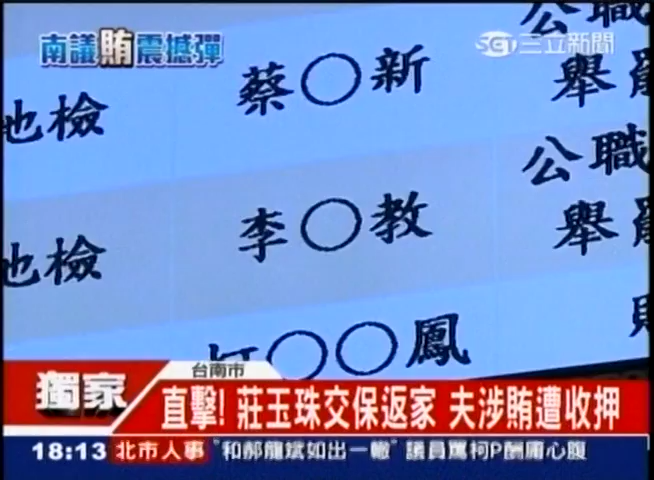 南議賄震撼彈
SET三立新聞
公職
地檢 蔡○新 舉
公職
地檢 李○教 舉
○○鳳
獨家
台南市
直擊! 莊玉珠交保返家 夫涉賄遭收押
18:13 北市人事 "和郝龍斌如出一轍" 議員罵柯P酬庸心腹